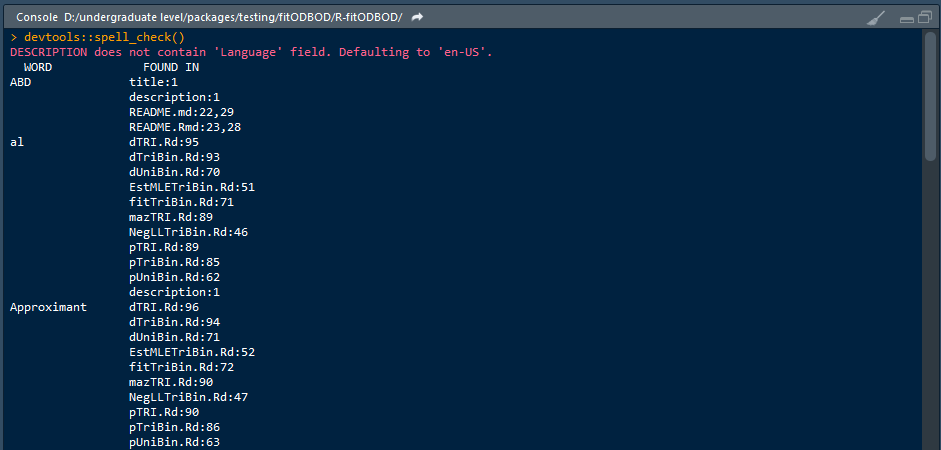 Console D:/undergraduate level/packages/testing/fitODBOD/R-fitODBOD/
> devtools::spell_check()
DESCRIPTION does not contain 'Language' field. Defaulting to 'en-US'.
WORD FOUND IN
ABD title:1
description:1
README.md:22,29
README.Rmd:23,28
al dTRI.Rd:95
dTriBin.Rd:93
dUniBin.Rd:70
EstMLETriBin.Rd:51
fitTriBin.Rd:71
mazTRI.Rd:89
NegLLTriBin.Rd:46
pTRI.Rd:89
pTriBin.Rd:85
pUniBin.Rd:62
description:1
Approximant dTRI.Rd:96
dTriBin.Rd:94
dUniBin.Rd:71
EstMLETriBin.Rd:52
fitTriBin.Rd:72
mazTRI.Rd:90
NegLLTriBin.Rd:47
pTRI.Rd:90
pTriBin.Rd:86
pUniBin.Rd:63